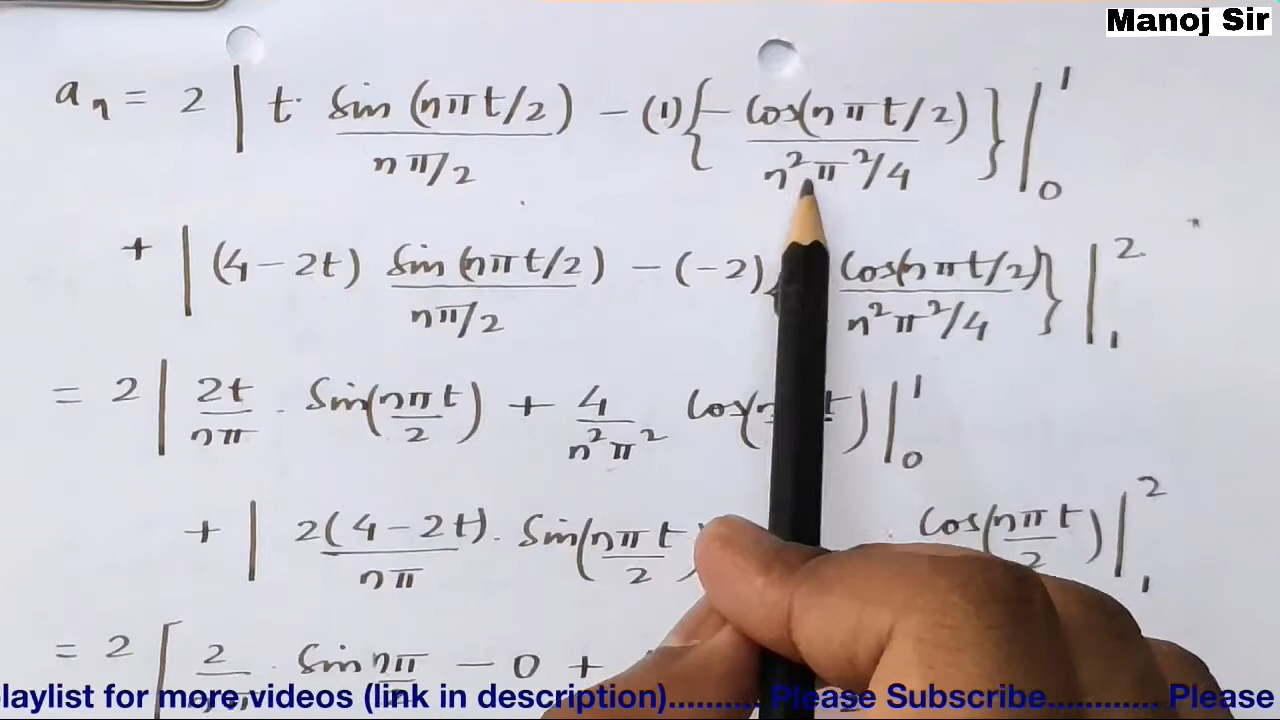 Manoj Sir
aₙ = 2 | t. sin(nπt/2) / nπ/2 - (1){ - cos(nπt/2) / n²π²/4 } |₀¹
+ | (4-2t) sin(nπt/2) / nπ/2 - (-2){ cos(nπt/2) / n²π²/4 } |₁²
= 2 | 2t/nπ . sin(nπt/2) + 4/n²π² cos( t ) |₀¹
+ | 2(4-2t)/nπ . sin(nπt/2 cos(nπt/2) |₁²
= 2 [ 2 . sin nπ - 0 +
laylist for more videos (link in description).......... Please Subscribe............ Please